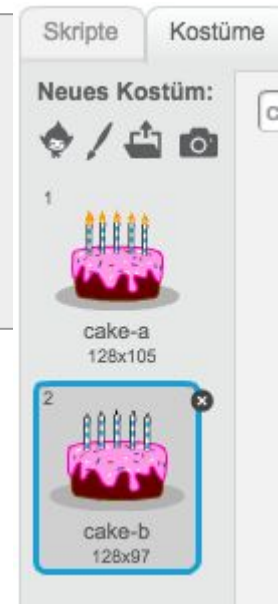 Skripte
Kostüme
Neues Kostüm:
1
cake-a
128x105
2
cake-b
128x97